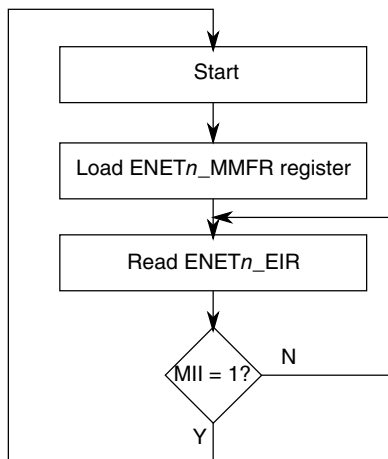 Start
Load ENETn_MMFR register
Read ENETn_EIR
MII = 1?
N
Y